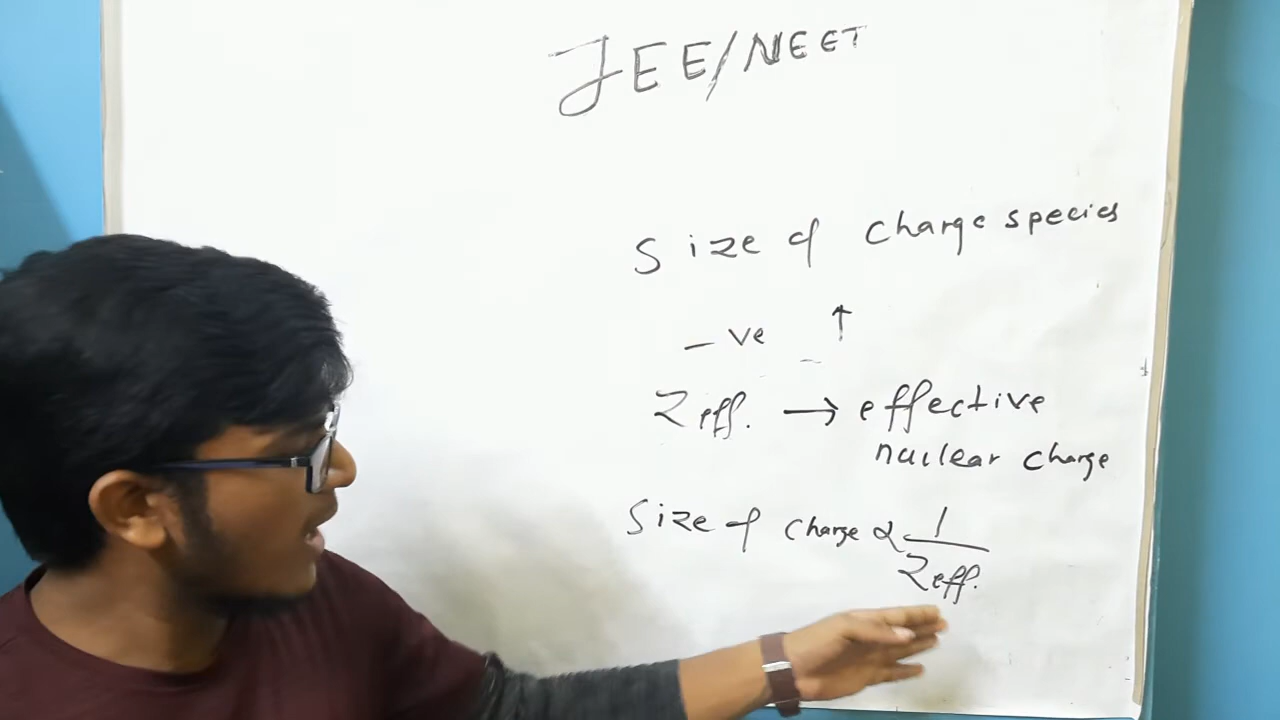 JEE/NEET
Size of charge species
-ve ↑
Zeff. → effective
nuclear charge
Size of charge ∝ 1/Zeff.